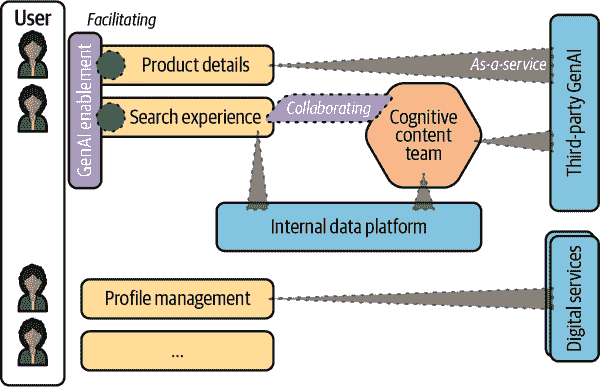 User
Facilitating
GenAI enablement
Product details
As-a-service
Third-party GenAI
Search experience
Collaborating
Cognitive
content
team
Internal data platform
Profile management
Digital services
...